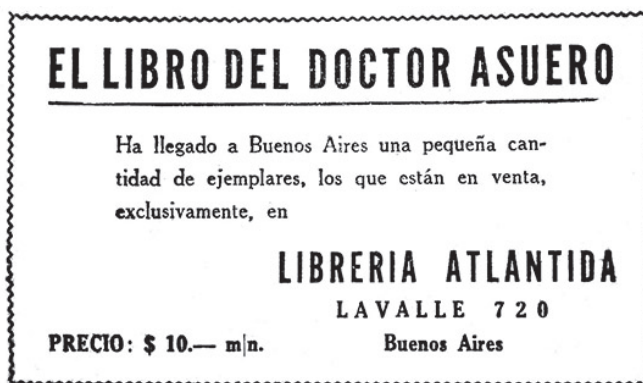 EL LIBRO DEL DOCTOR ASUERO
Ha llegado a Buenos Aires una pequeña can-
tidad de ejemplares, los que están en venta,
exclusivamente, en
LIBRERIA ATLANTIDA
LAVALLE 720
PRECIO: $ 10.— m|n.
Buenos Aires